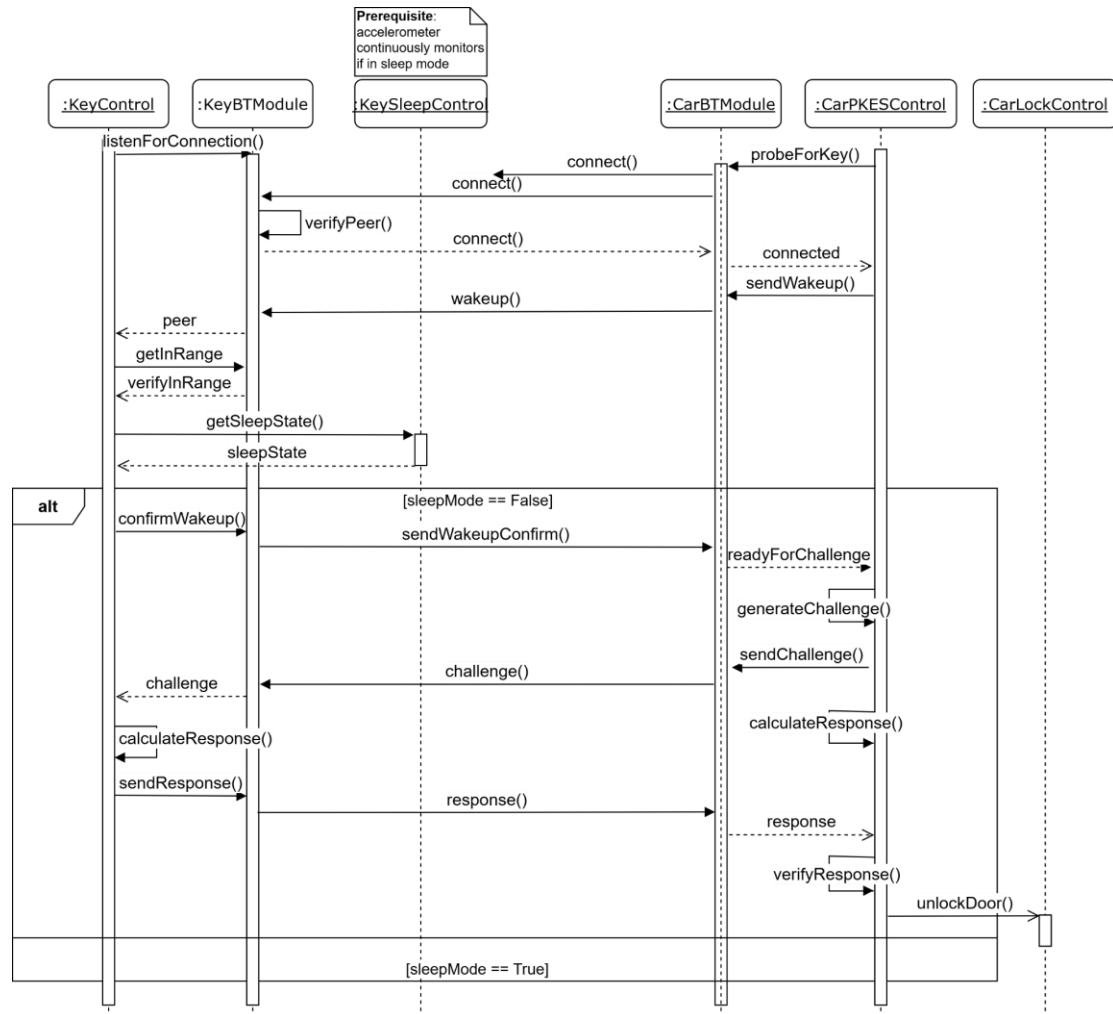 Prerequisite:
accelerometer
continuously monitors
if in sleep mode
:KeyControl
:KeyBTModule
:KeySleepControl
:CarBTModule
:CarPKESControl
:CarLockControl
listenForConnection()
probeForKey()
connect()
connect()
verifyPeer()
connect()
connected
sendWakeup()
wakeup()
peer
getInRange
verifyInRange
getSleepState()
sleepState
alt
[sleepMode == False]
confirmWakeup()
sendWakeupConfirm()
readyForChallenge
generateChallenge()
sendChallenge()
challenge()
challenge
calculateResponse()
calculateResponse()
sendResponse()
response()
response
verifyResponse()
unlockDoor()
[sleepMode == True]